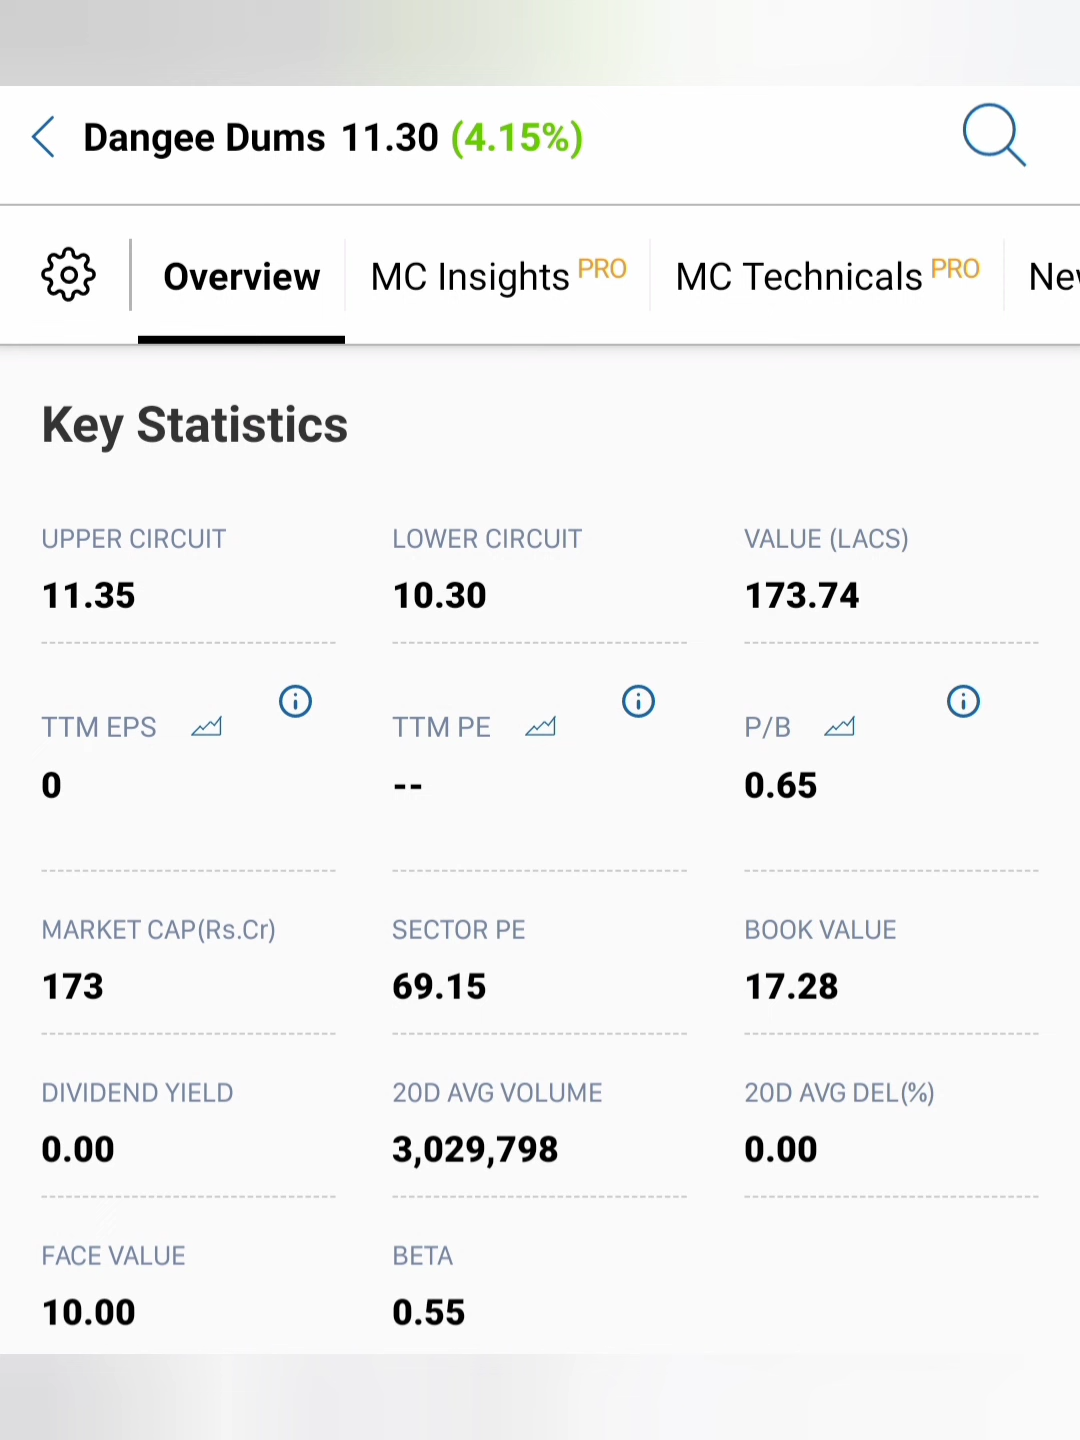 Dangee Dums 11.30 (4.15%)
Overview MC Insights PRO MC Technicals PRO
Key Statistics
UPPER CIRCUIT LOWER CIRCUIT VALUE (LACS)
11.35 10.30 173.74
TTM EPS TTM PE P/B
0 -- 0.65
MARKET CAP(Rs.Cr) SECTOR PE BOOK VALUE
173 69.15 17.28
DIVIDEND YIELD 20D AVG VOLUME 20D AVG DEL(%)
0.00 3,029,798 0.00
FACE VALUE BETA
10.00 0.55